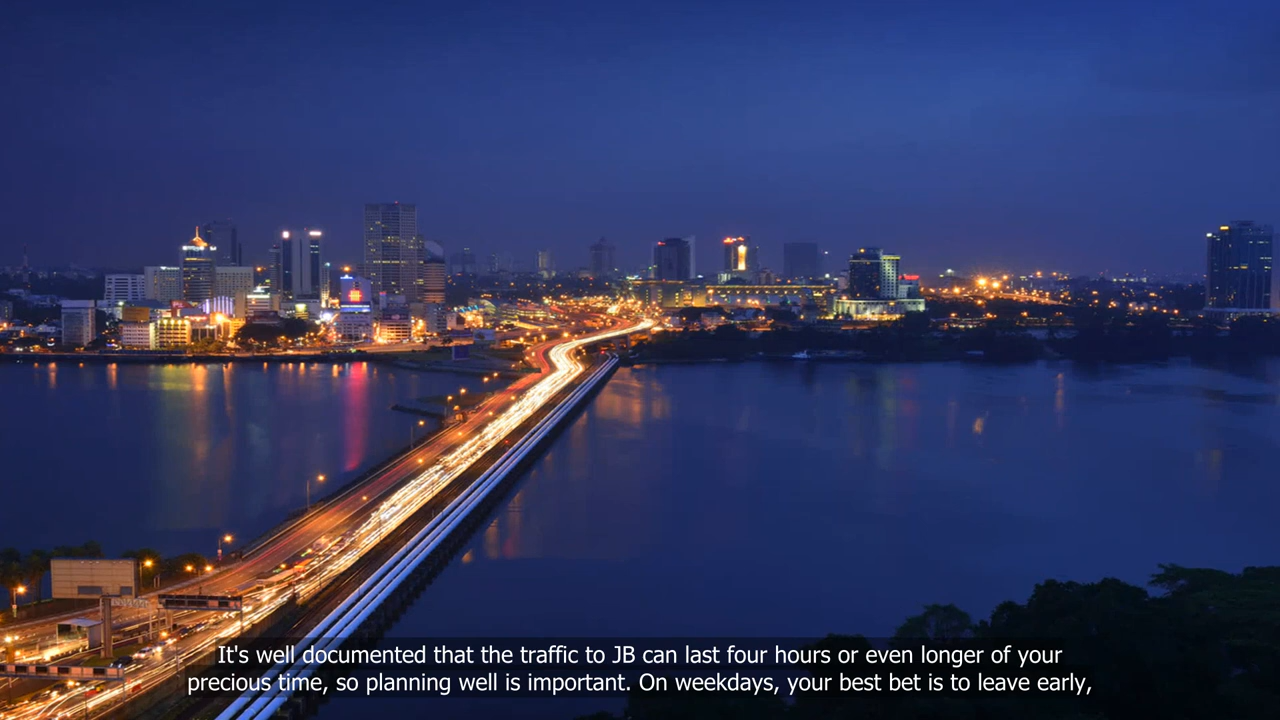 It's well documented that the traffic to JB can last four hours or even longer of your
precious time, so planning well is important. On weekdays, your best bet is to leave early,